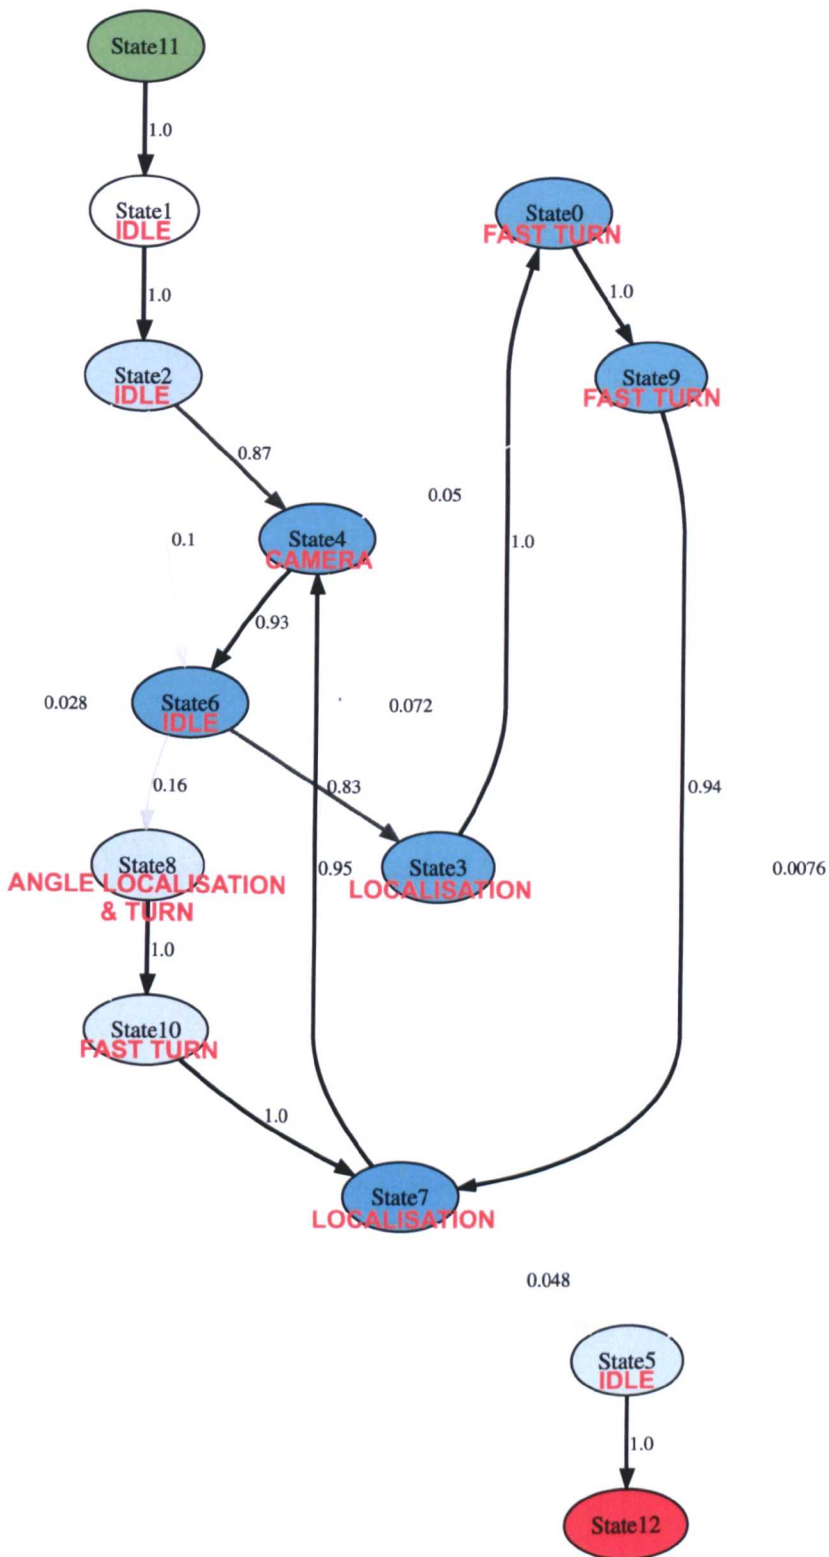 State11
1.0
State1
IDLE
State0
FAST TURN
1.0
1.0
State2
IDLE
State9
FAST TURN
0.87
0.05
0.1
State4
CAMERA
1.0
0.93
0.028
State6
IDLE
0.072
0.16
0.83
0.94
State8
ANGLE LOCALISATION
& TURN
0.95
State3
LOCALISATION
0.0076
1.0
State10
FAST TURN
1.0
State7
LOCALISATION
0.048
State5
IDLE
1.0
State12